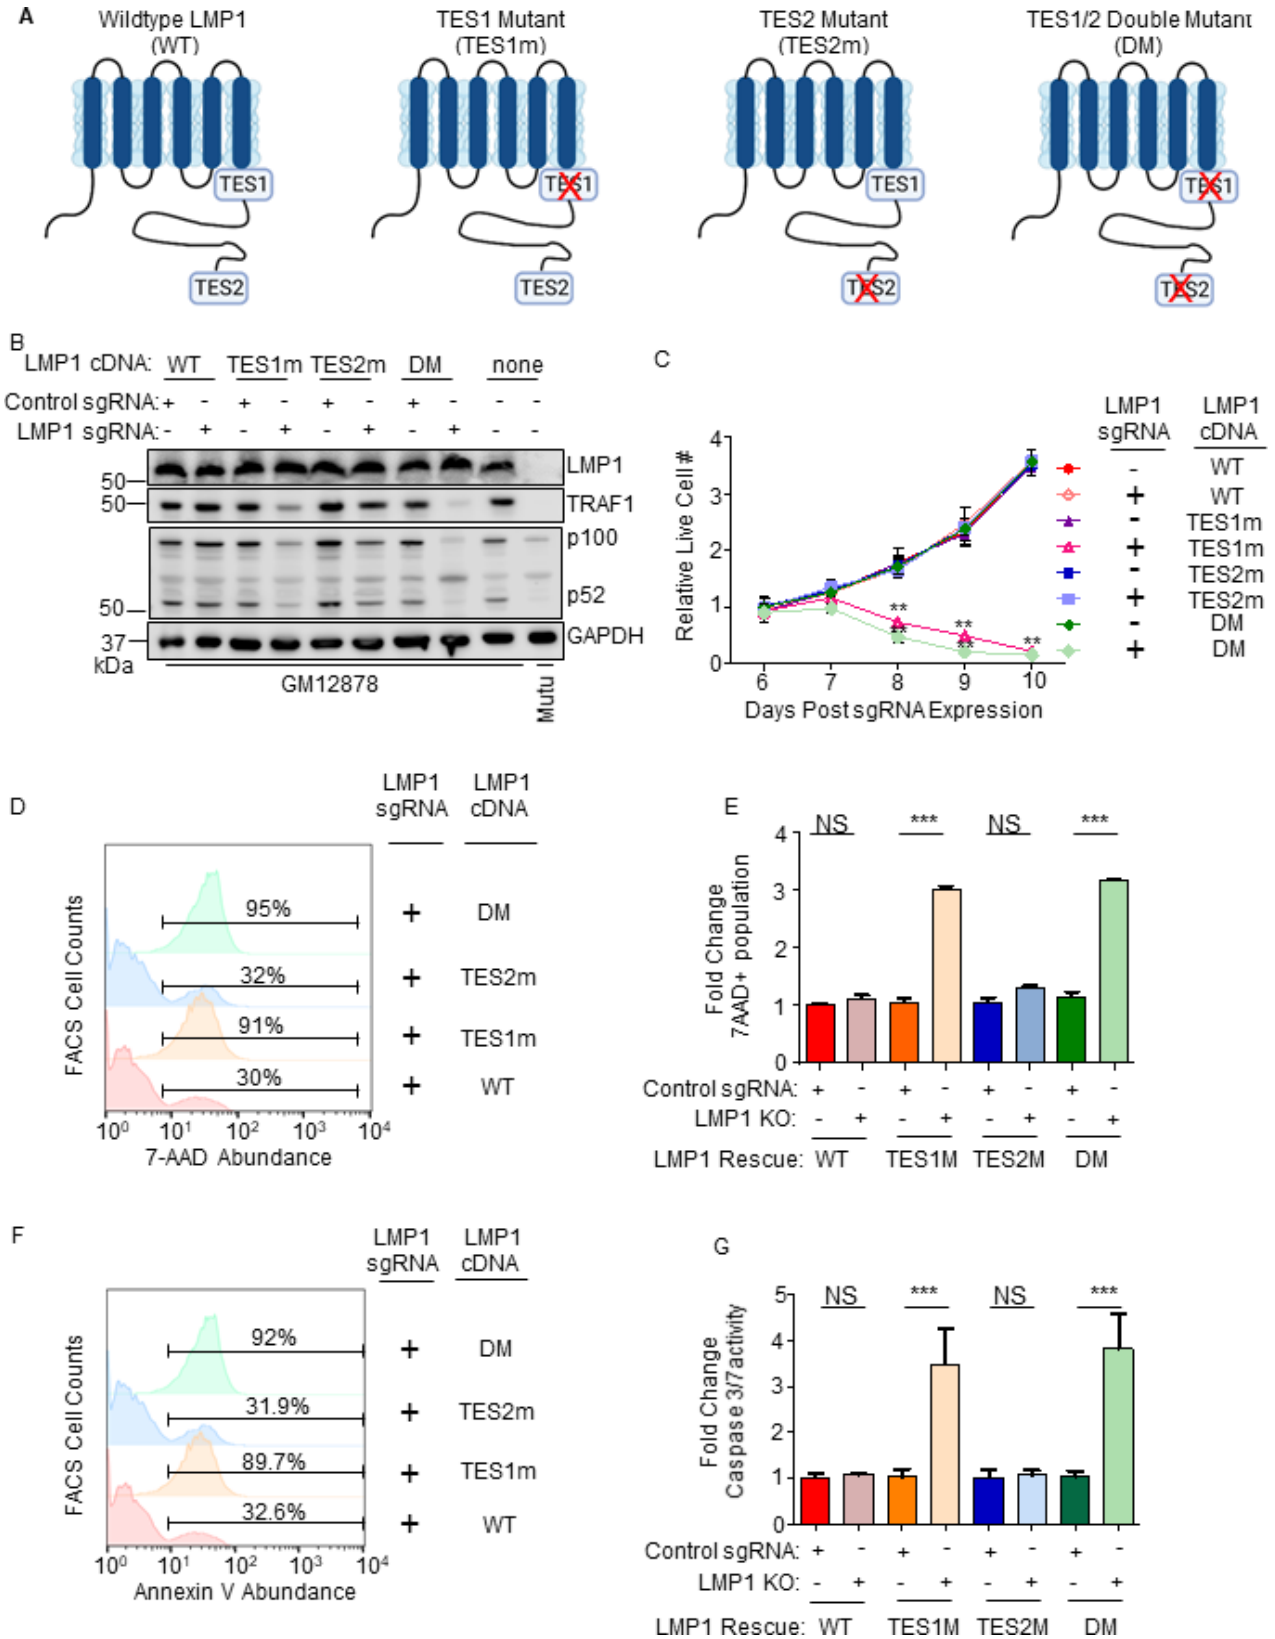 A
Wildtype LMP1
(WT)
TES1 Mutant
(TES1m)
TES2 Mutant
(TES2m)
TES1/2 Double Mutant
(DM)
TES1
TES1
TES1
TES1
TES2
TES2
TES2
TES2
B
LMP1 cDNA: WT TES1m TES2m DM none
Control sgRNA: + - + - + - + - - -
LMP1 sgRNA: - + - + - + - + - -
50 LMP1
50 TRAF1
p100
p52
50
37 GAPDH
kDa
GM12878
Mutu I
C
LMP1 sgRNA
LMP1 cDNA
- WT
+ WT
- TES1m
+ TES1m
- TES2m
+ TES2m
- DM
+ DM
Relative Live Cell #
4
3
2
1
0
** ** **
** **
6 7 8 9 10
Days Post sgRNA Expression
D
LMP1 sgRNA
LMP1 cDNA
FACS Cell Counts
95% + DM
32% + TES2m
91% + TES1m
30% + WT
10⁰ 10¹ 10² 10³ 10⁴
7-AAD Abundance
E
NS *** NS ***
Fold Change
7AAD+ population
4
3
2
1
0
Control sgRNA: + - + - + - + -
LMP1 KO: - + - + - + - +
LMP1 Rescue: WT TES1M TES2M DM
F
LMP1 sgRNA
LMP1 cDNA
FACS Cell Counts
92% + DM
31.9% + TES2m
89.7% + TES1m
32.6% + WT
10⁰ 10¹ 10² 10³ 10⁴
Annexin V Abundance
G
NS *** NS ***
Fold Change
Caspase 3/7 activity
5
4
3
2
1
0
Control sgRNA: + - + - + - + -
LMP1 KO: - + - + - + - +
LMP1 Rescue: WT TES1M TES2M DM